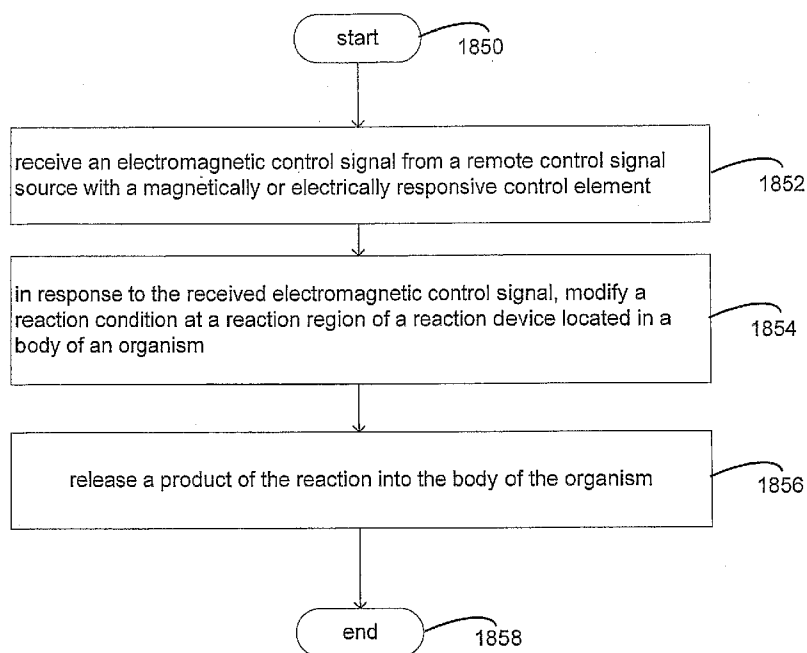 start
1850
receive an electromagnetic control signal from a remote control signal
source with a magnetically or electrically responsive control element
1852
in response to the received electromagnetic control signal, modify a
reaction condition at a reaction region of a reaction device located in a
body of an organism
1854
release a product of the reaction into the body of the organism
1856
end
1858